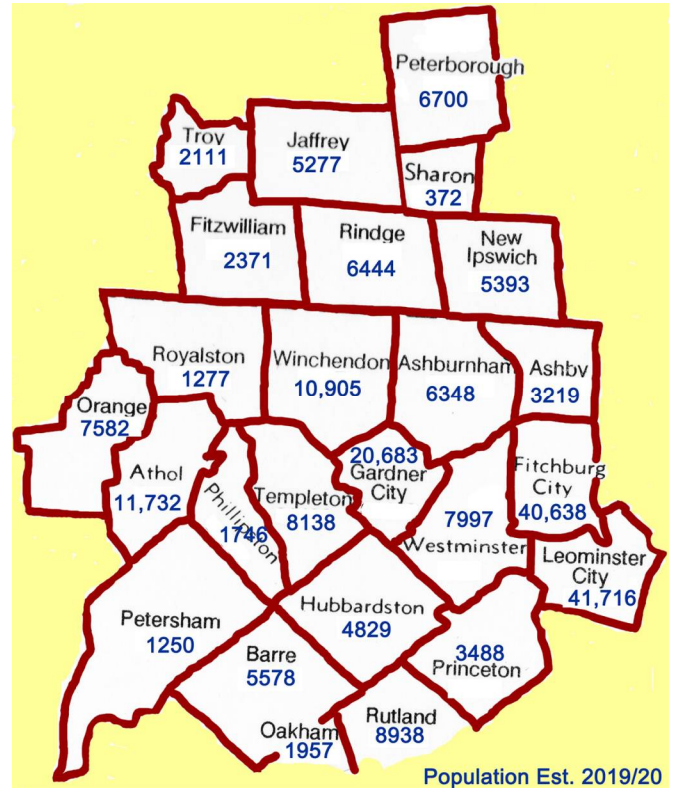 Peterborough
6700
Troy
2111
Jaffrey
5277
Sharon
372
Fitzwilliam
2371
Rindge
6444
New
Ipswich
5393
Royalston
1277
Winchendon
10,905
Ashburnham
6348
Ashby
3219
Orange
7582
Athol
11,732
Phillipston
1746
Templeton
8138
20,683
Gardner
City
7997
Westminster
Fitchburg
City
40,638
Leominster
City
41,716
Petersham
1250
Hubbardston
4829
Barre
5578
3488
Princeton
Oakham
1957
Rutland
8938
Population Est. 2019/20